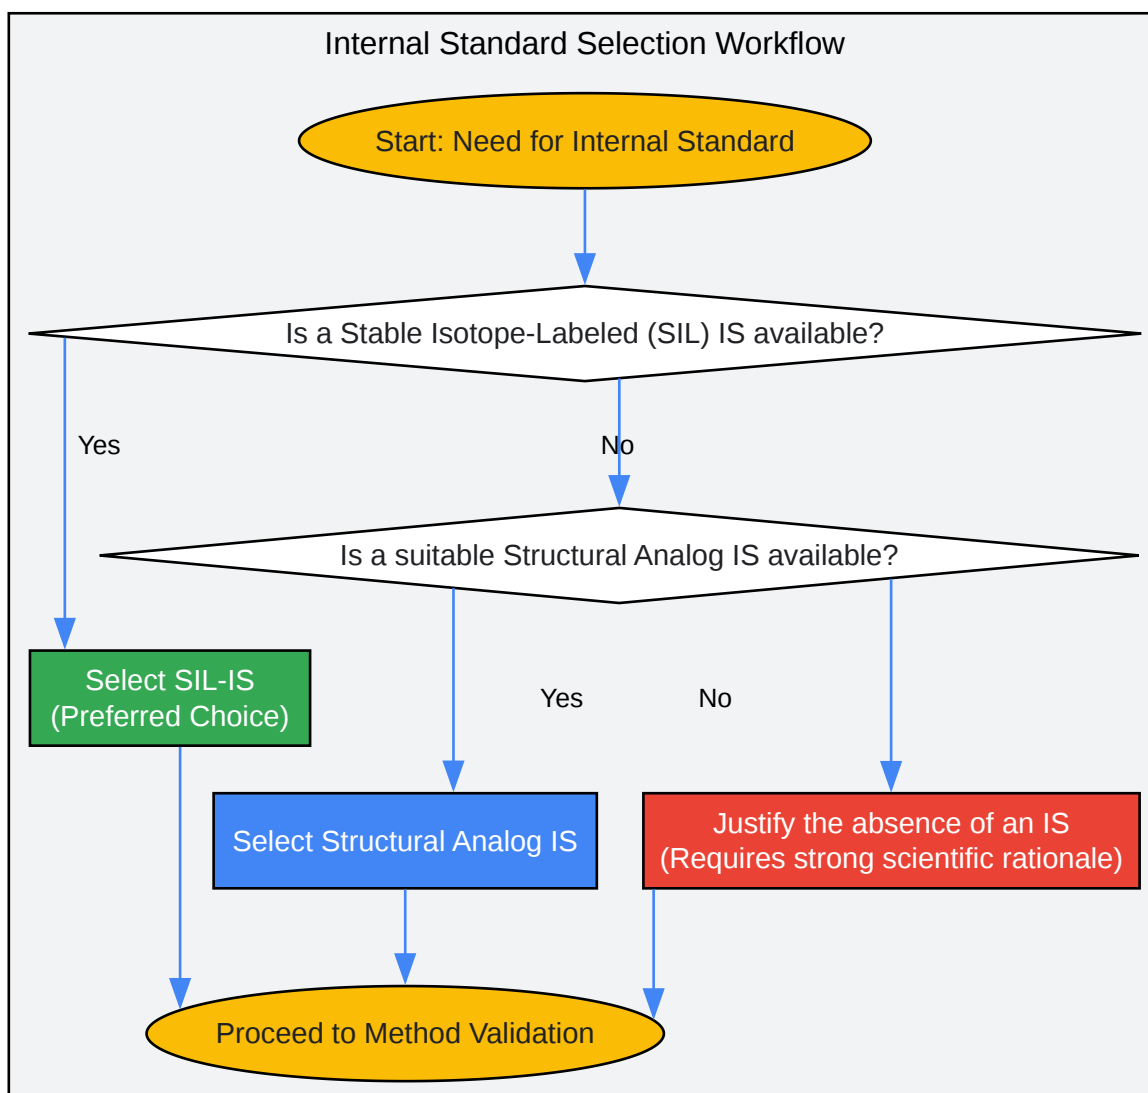 Internal Standard Selection Workflow
Start: Need for Internal Standard
Is a Stable Isotope-Labeled (SIL) IS available?
Yes
No
Is a suitable Structural Analog IS available?
Select SIL-IS
(Preferred Choice)
Yes
No
Select Structural Analog IS
Justify the absence of an IS
(Requires strong scientific rationale)
Proceed to Method Validation